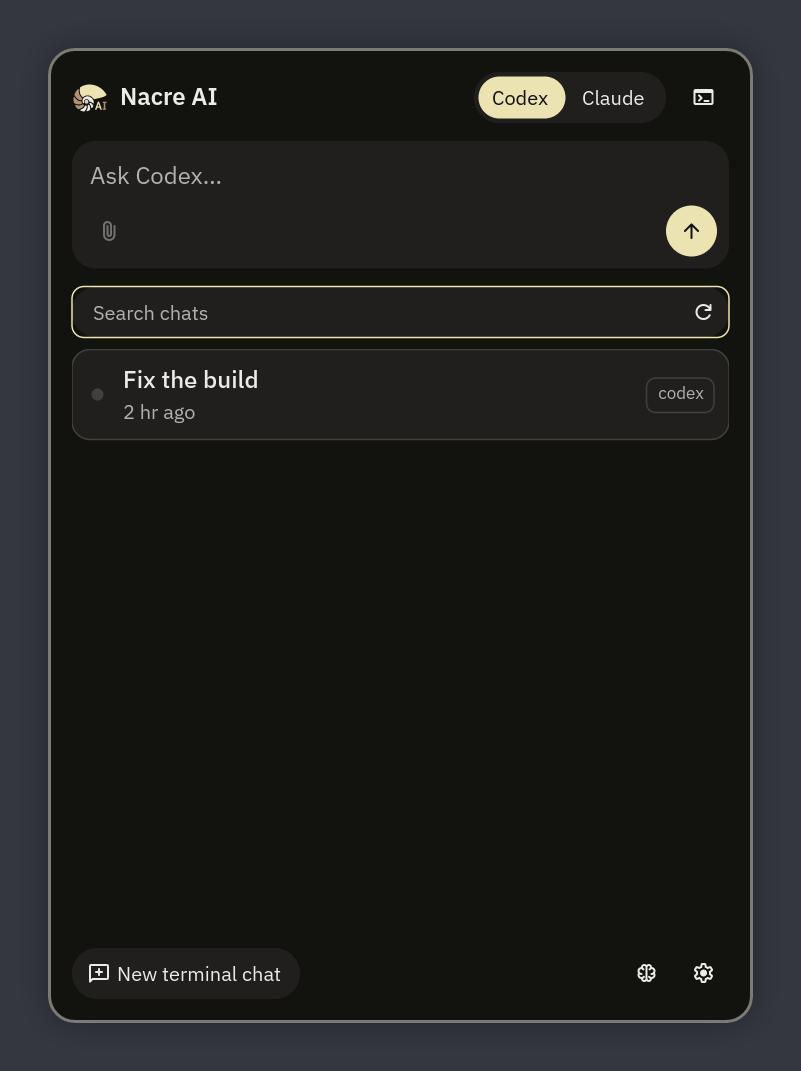 AI
Nacre AI
Codex
Claude
Ask Codex...
Search chats
Fix the build
2 hr ago
codex
New terminal chat